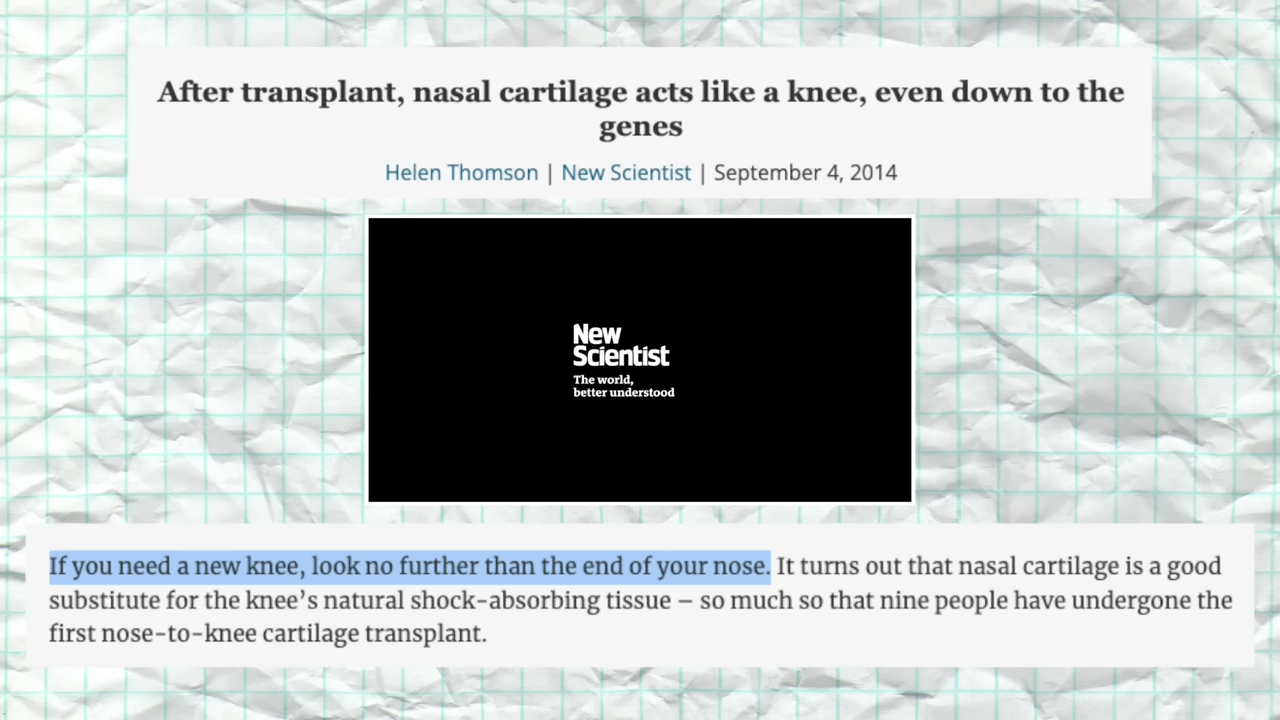 After transplant, nasal cartilage acts like a knee, even down to the
genes
Helen Thomson | New Scientist | September 4, 2014
New
Scientist
The world,
better understood
If you need a new knee, look no further than the end of your nose. It turns out that nasal cartilage is a good
substitute for the knee’s natural shock-absorbing tissue – so much so that nine people have undergone the
first nose-to-knee cartilage transplant.